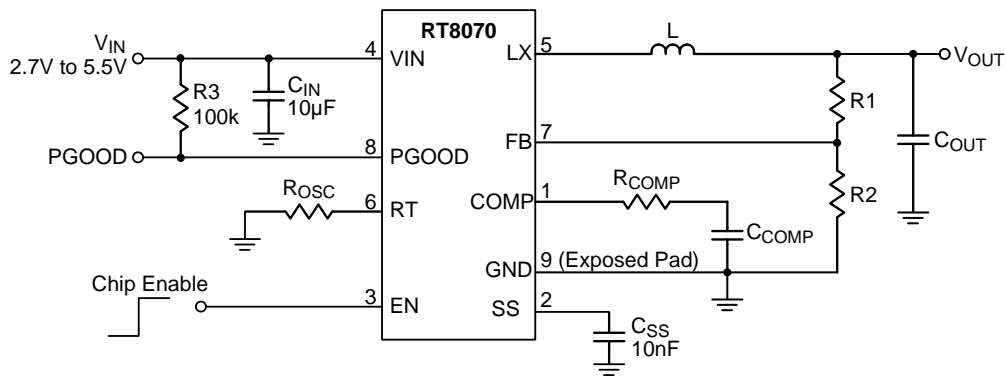 RT8070
VIN
2.7V to 5.5V
4
VIN
LX
5
L
VOUT
R3
100k
CIN
10µF
R1
PGOOD
8
PGOOD
FB
7
COUT
ROSC
6
RT
COMP
1
RCOMP
R2
CCOMP
GND
9 (Exposed Pad)
Chip Enable
3
EN
SS
2
CSS
10nF